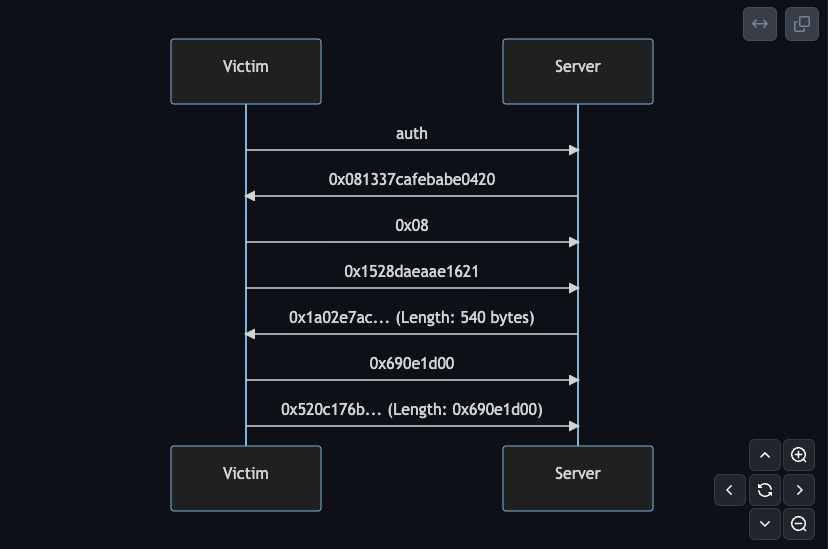 Victim
Server
auth
0x081337cafebabe0420
0x08
0x1528daeaae1621
0x1a02e7ac... (Length: 540 bytes)
0x690e1d00
0x520c176b... (Length: 0x690e1d00)
Victim
Server